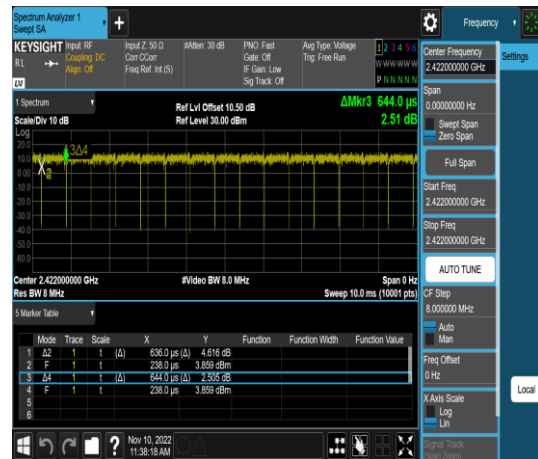 Spectrum Analyzer 1
Swept SA
+
Frequency
KEYSIGHT
Input: RF
Coupling: DC
Align: Off
Input Z: 50 Ω
Corr CCorr
Freq Ref: Int (S)
#Atten: 30 dB
PNO: Fast
Gate: Off
IF Gain: Low
Sig Track: Off
Avg Type: Voltage
Trig: Free Run
1 2 3 4 5 6
W W W W W W
P N N N N N
RL
LXI
1 Spectrum
Scale/Div 10 dB
Ref Lvl Offset 10.50 dB
Ref Level 30.00 dBm
ΔMkr3 644.0 µs
2.51 dB
Log
20.0
10.0
0.00
-10.0
-20.0
-30.0
-40.0
-50.0
-60.0
3Δ4
Center 2.422000000 GHz
Res BW 8 MHz
#Video BW 8.0 MHz
Span 0 Hz
Sweep 10.0 ms (10001 pts)
5 Marker Table
Mode Trace Scale X Y Function Function Width Function Value
1 Δ2 1 t (Δ) 636.0 µs (Δ) 4.616 dB
2 F 1 t 238.0 µs 3.859 dBm
3 Δ4 1 t (Δ) 644.0 µs (Δ) 2.505 dB
4 F 1 t 238.0 µs 3.859 dBm
5
6
?
Nov 10, 2022
11:38:18 AM
Center Frequency
2.422000000 GHz
Settings
Span
0.00000000 Hz
Swept Span
Zero Span
Full Span
Start Freq
2.422000000 GHz
Stop Freq
2.422000000 GHz
AUTO TUNE
CF Step
8.000000 MHz
Auto
Man
Freq Offset
0 Hz
Local
X Axis Scale
Log
Lin
Signal Track
(Span Zoom)